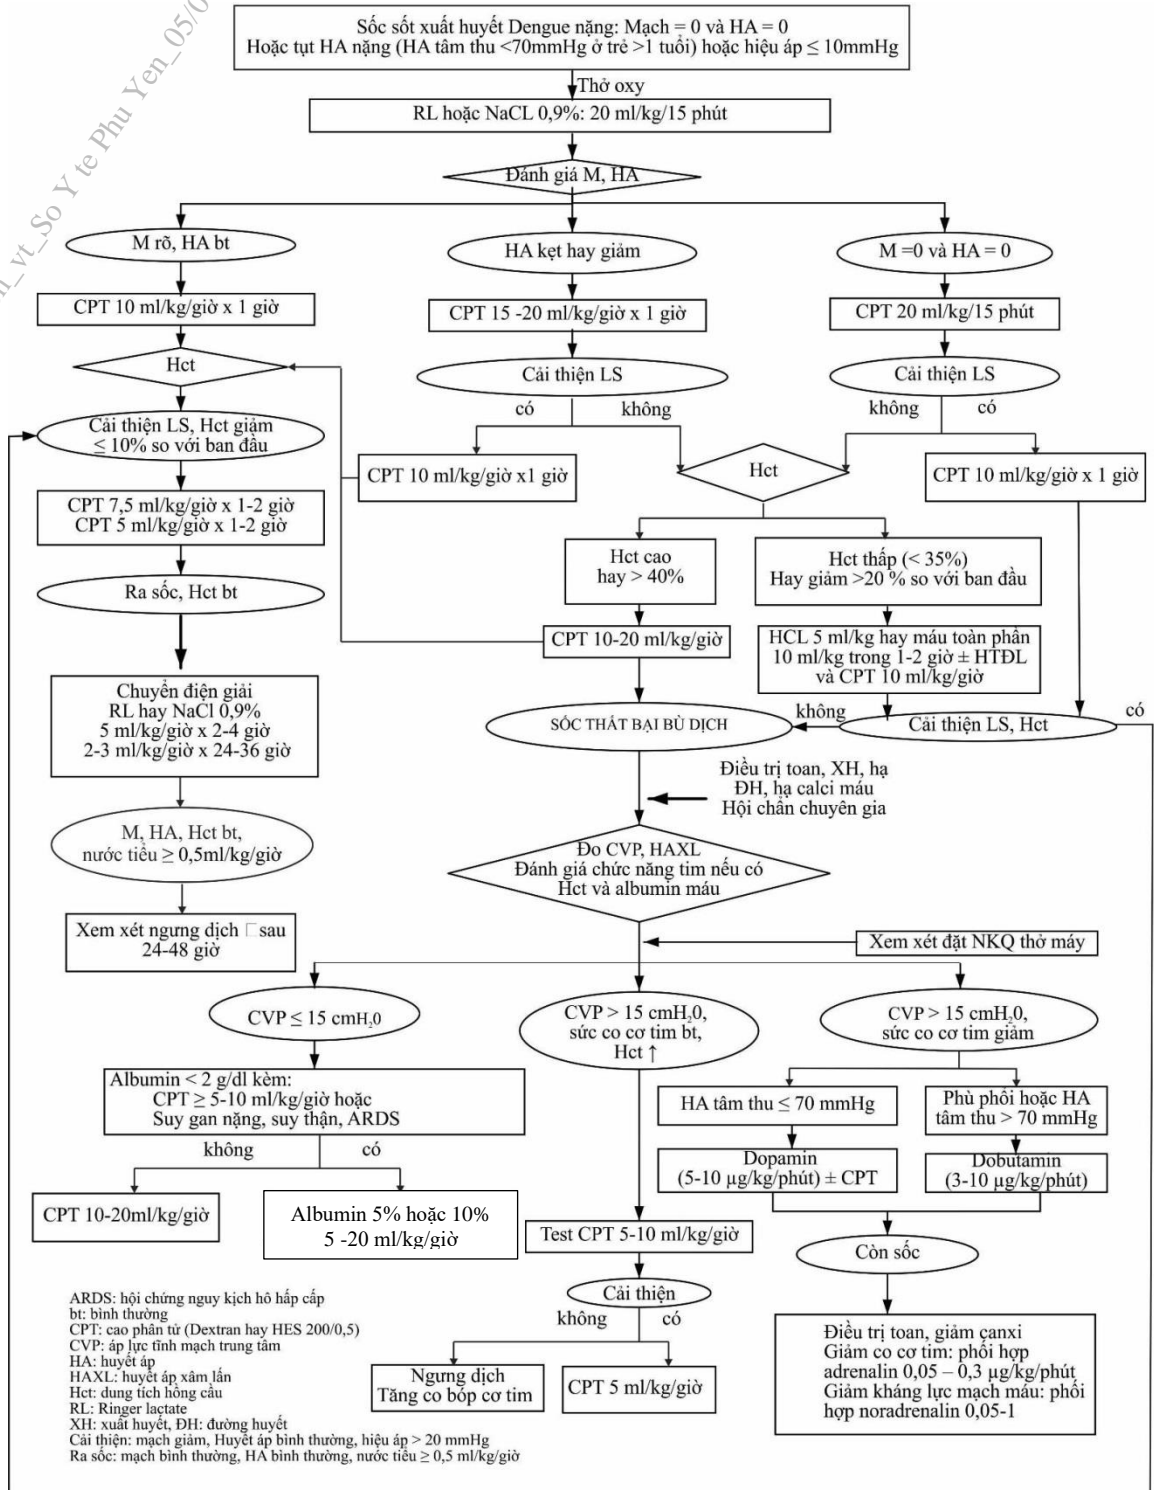 Sốc sốt xuất huyết Dengue nặng: Mạch = 0 và HA = 0
Hoặc tụt HA nặng (HA tâm thu <70mmHg ở trẻ >1 tuổi) hoặc hiệu áp ≤ 10mmHg
Thở oxy
RL hoặc NaCL 0,9%: 20 ml/kg/15 phút
Đánh giá M, HA
M rõ, HA bt
HA kẹt hay giảm
M =0 và HA = 0
CPT 10 ml/kg/giờ x 1 giờ
CPT 15 -20 ml/kg/giờ x 1 giờ
CPT 20 ml/kg/15 phút
Hct
Cải thiện LS
Cải thiện LS
có
không
không
có
Cải thiện LS, Hct giảm
≤ 10% so với ban đầu
CPT 10 ml/kg/giờ x1 giờ
Hct
CPT 10 ml/kg/giờ x 1 giờ
CPT 7,5 ml/kg/giờ x 1-2 giờ
CPT 5 ml/kg/giờ x 1-2 giờ
Hct cao
hay > 40%
Hct thấp (< 35%)
Hay giảm >20 % so với ban đầu
Ra sốc, Hct bt
CPT 10-20 ml/kg/giờ
HCL 5 ml/kg hay máu toàn phần
10 ml/kg trong 1-2 giờ ± HTĐL
và CPT 10 ml/kg/giờ
Chuyển điện giải
RL hay NaCl 0,9%
5 ml/kg/giờ x 2-4 giờ
2-3 ml/kg/giờ x 24-36 giờ
SỐC THẤT BẠI BÙ DỊCH
không
Cải thiện LS, Hct
có
Điều trị toan, XH, hạ
ĐH, hạ calci máu
Hội chẩn chuyên gia
M, HA, Hct bt,
nước tiểu ≥ 0,5ml/kg/giờ
Đo CVP, HAXL
Đánh giá chức năng tim nếu có
Hct và albumin máu
Xem xét ngưng dịch □sau
24-48 giờ
Xem xét đặt NKQ thở máy
CVP ≤ 15 cmH₂0
CVP > 15 cmH₂0,
sức co cơ tim bt,
Hct ↑
CVP > 15 cmH₂0,
sức co cơ tim giảm
Albumin < 2 g/dl kèm:
CPT ≥ 5-10 ml/kg/giờ hoặc
Suy gan nặng, suy thận, ARDS
HA tâm thu ≤ 70 mmHg
Phù phổi hoặc HA
tâm thu > 70 mmHg
không
có
Dopamin
(5-10 µg/kg/phút) ± CPT
Dobutamin
(3-10 µg/kg/phút)
CPT 10-20ml/kg/giờ
Albumin 5% hoặc 10%
5 -20 ml/kg/giờ
Test CPT 5-10 ml/kg/giờ
Còn sốc
Cải thiện
không
có
Ngưng dịch
Tăng co bóp cơ tim
CPT 5 ml/kg/giờ
Điều trị toan, giảm canxi
Giảm co cơ tim: phối hợp
adrenalin 0,05 – 0,3 µg/kg/phút
Giảm kháng lực mạch máu: phối
hợp noradrenalin 0,05-1
ARDS: hội chứng nguy kịch hô hấp cấp
bt: bình thường
CPT: cao phân tử (Dextran hay HES 200/0,5)
CVP: áp lực tĩnh mạch trung tâm
HA: huyết áp
HAXL: huyết áp xâm lấn
Hct: dung tích hồng cầu
RL: Ringer lactate
XH: xuất huyết, ĐH: đường huyết
Cải thiện: mạch giảm, Huyết áp bình thường, hiệu áp > 20 mmHg
Ra sốc: mạch bình thường, HA bình thường, nước tiểu ≥ 0,5 ml/kg/giờ
vt_So Y te Phu Yen_05/0